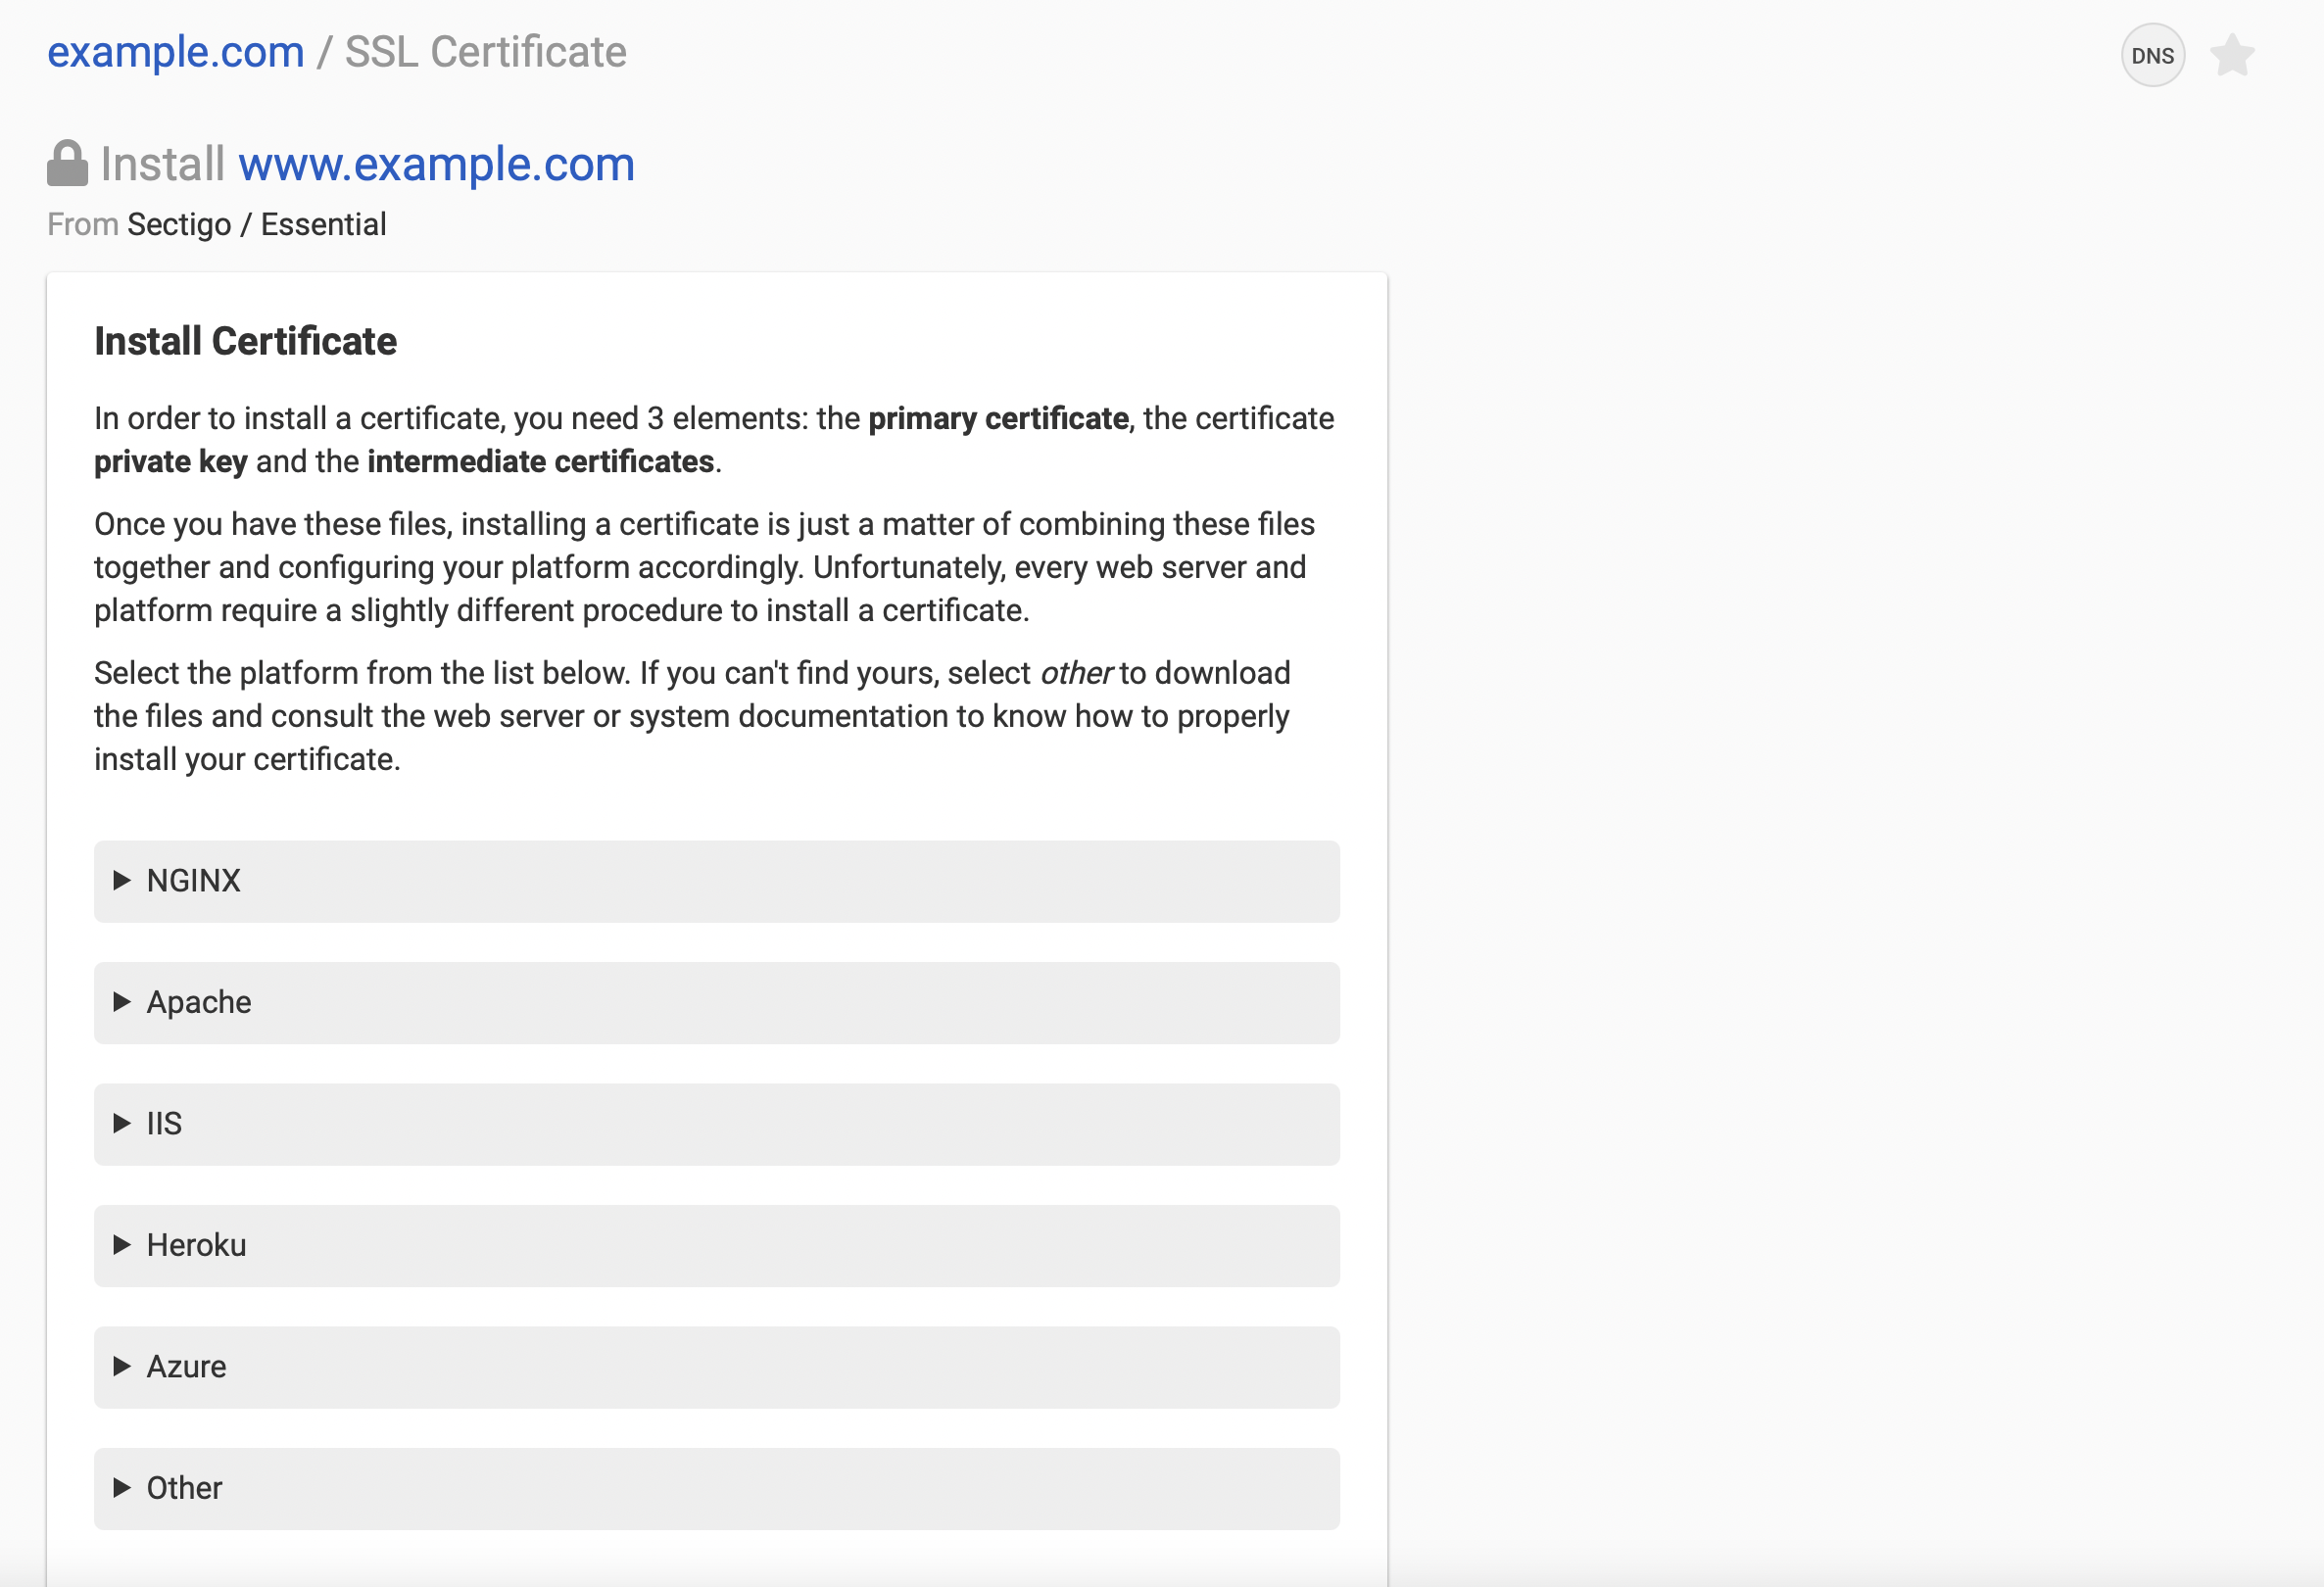 example.com / SSL Certificate
DNS
Install www.example.com
From Sectigo / Essential
Install Certificate
In order to install a certificate, you need 3 elements: the primary certificate, the certificate
private key and the intermediate certificates.
Once you have these files, installing a certificate is just a matter of combining these files
together and configuring your platform accordingly. Unfortunately, every web server and
platform require a slightly different procedure to install a certificate.
Select the platform from the list below. If you can't find yours, select other to download
the files and consult the web server or system documentation to know how to properly
install your certificate.
NGINX
Apache
IIS
Heroku
Azure
Other